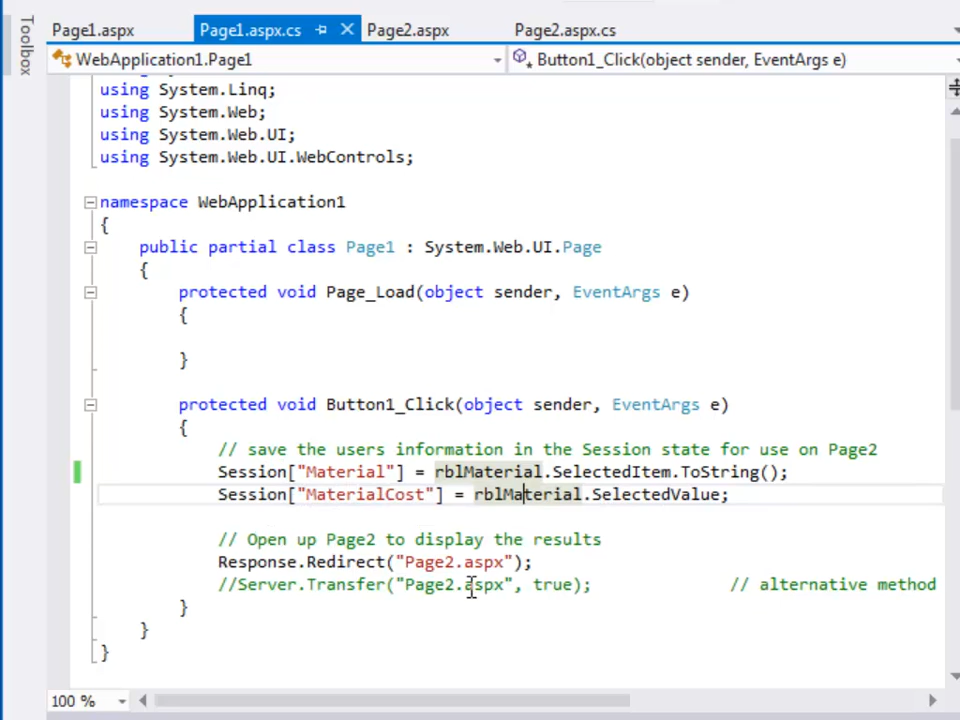 Toolbox
Page1.aspx Page1.aspx.cs Page2.aspx Page2.aspx.cs
WebApplication1.Page1 Button1_Click(object sender, EventArgs e)
using System.Linq;
using System.Web;
using System.Web.UI;
using System.Web.UI.WebControls;
namespace WebApplication1
{
public partial class Page1 : System.Web.UI.Page
{
protected void Page_Load(object sender, EventArgs e)
{
}
protected void Button1_Click(object sender, EventArgs e)
{
// save the users information in the Session state for use on Page2
Session["Material"] = rblMaterial.SelectedItem.ToString();
Session["MaterialCost"] = rblMaterial.SelectedValue;
// Open up Page2 to display the results
Response.Redirect("Page2.aspx");
//Server.Transfer("Page2.aspx", true); // alternative method
}
}
}
100 %